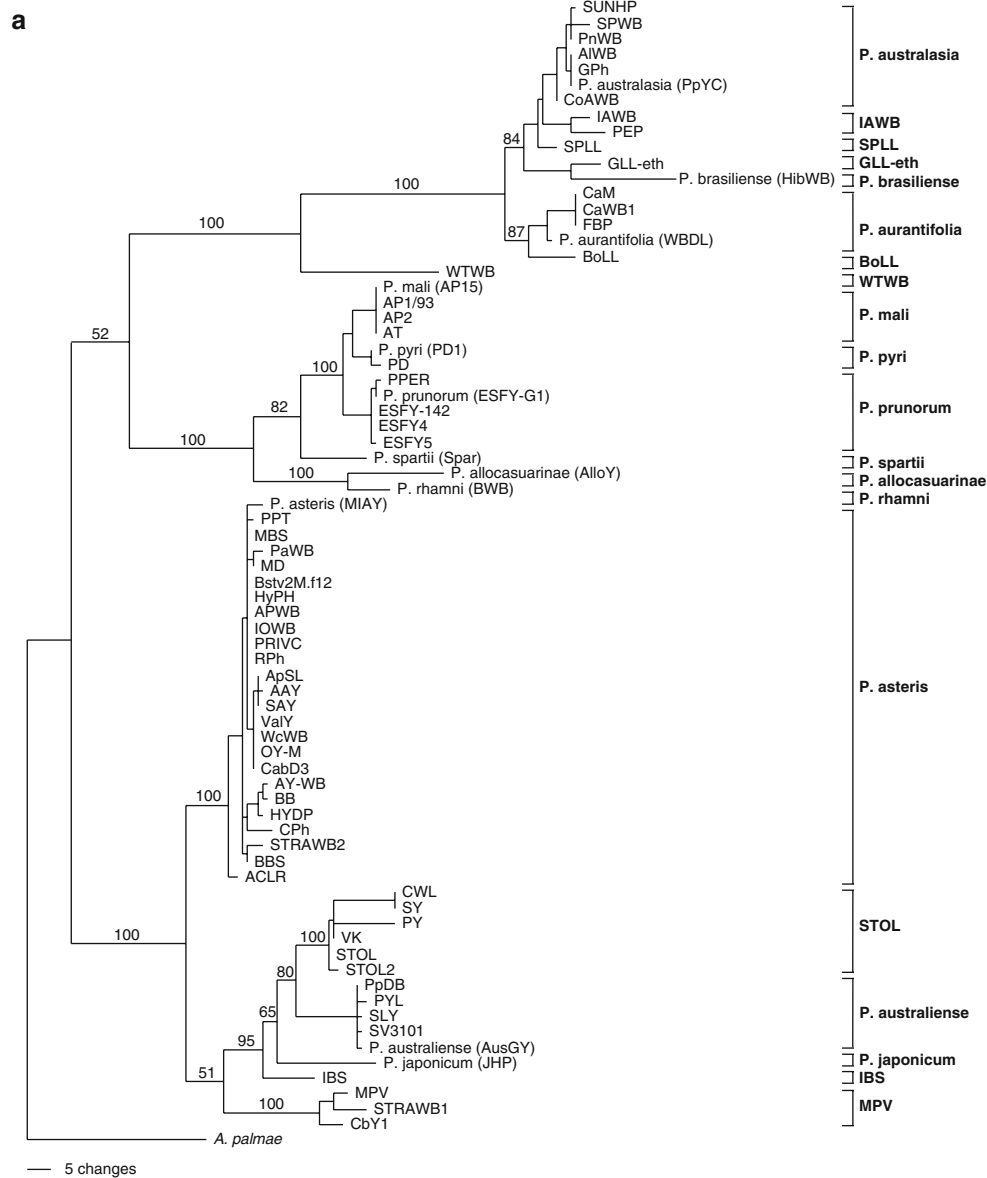 a
SUNHP
SPWB
PnWB
AlWB
GPh
P. australasia (PpYC)
CoAWB
P. australasia
IAWB
PEP
IAWB
SPLL
SPLL
GLL-eth
GLL-eth
P. brasiliense (HibWB)
P. brasiliense
84
100
CaM
CaWB1
FBP
P. aurantifolia (WBDL)
BoLL
P. aurantifolia
BoLL
87
100
WTWB
WTWB
P. mali (AP15)
AP1/93
AP2
AT
P. mali
52
P. pyri (PD1)
PD
P. pyri
100
PPER
P. prunorum (ESFY-G1)
ESFY-142
ESFY4
ESFY5
P. prunorum
82
100
P. spartii (Spar)
P. spartii
100
P. allocasuarinae (AlloY)
P. allocasuarinae
P. rhamni (BWB)
P. rhamni
P. asteris (MIAY)
PPT
MBS
PaWB
MD
Bstv2M.f12
HyPH
APWB
IOWB
PRIVC
RPh
ApSL
AAY
SAY
ValY
WcWB
OY-M
CabD3
AY-WB
BB
HYDP
CPh
STRAWB2
BBS
ACLR
P. asteris
100
CWL
SY
PY
VK
STOL
STOL2
STOL
100
100
80
PpDB
PYL
SLY
SV3101
P. australiense (AusGY)
P. australiense
65
95
P. japonicum (JHP)
P. japonicum
IBS
IBS
51
100
MPV
STRAWB1
CbY1
MPV
A. palmae
5 changes